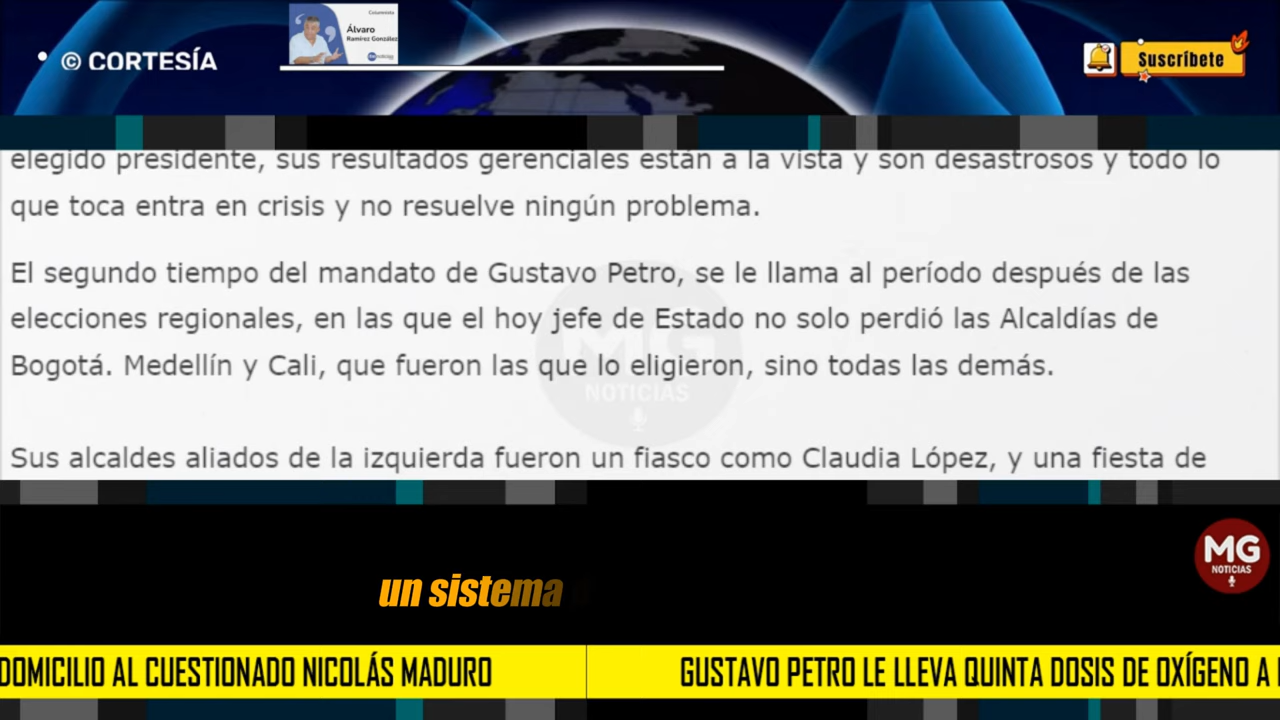 Columnista
Álvaro
Ramírez González
© CORTESÍA
Suscríbete
elegido presidente, sus resultados gerenciales están a la vista y son desastrosos y todo lo
que toca entra en crisis y no resuelve ningún problema.
El segundo tiempo del mandato de Gustavo Petro, se le llama al período después de las
elecciones regionales, en las que el hoy jefe de Estado no solo perdió las Alcaldías de
Bogotá. Medellín y Cali, que fueron las que lo eligieron, sino todas las demás.
MG
NOTICIAS
Sus alcaldes aliados de la izquierda fueron un fiasco como Claudia López, y una fiesta de
MG
NOTICIAS
un sistema
DOMICILIO AL CUESTIONADO NICOLÁS MADURO
GUSTAVO PETRO LE LLEVA QUINTA DOSIS DE OXÍGENO A